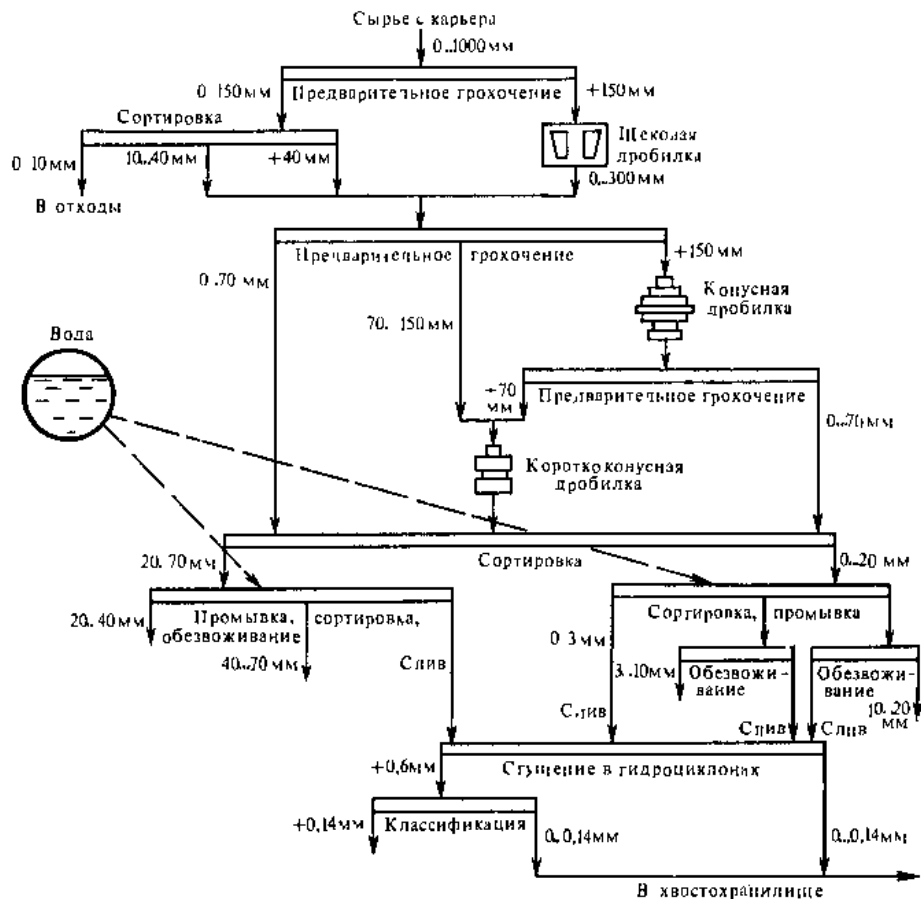 Сырье с карьера
0..1000 мм
0 150 мм
Предварительное грохочение
+150 мм
Сортировка
0 10 мм
10..40 мм
+40 мм
Щековая
дробилка
0...300 мм
В отходы
Предварительное грохочение
+150 мм
0..70 мм
70. 150 мм
Конусная
дробилка
Вода
+70
мм
Предварительное грохочение
0..70 мм
Короткоконусная
дробилка
Сортировка
20. 70 мм
0..20 мм
20..40 мм
Промывка, сортировка,
обезвоживание
40..70 мм
Слив
0 3 мм
Сортировка, промывка
3..10 мм
Обезвожи-
вание
Обезвожи-
вание
10..20
мм
Слив
Слив
Слив
+0,6 мм
Сгущение в гидроциклонах
+0,14 мм
Классификация
0...0,14 мм
0...0,14 мм
В хвостохранилище